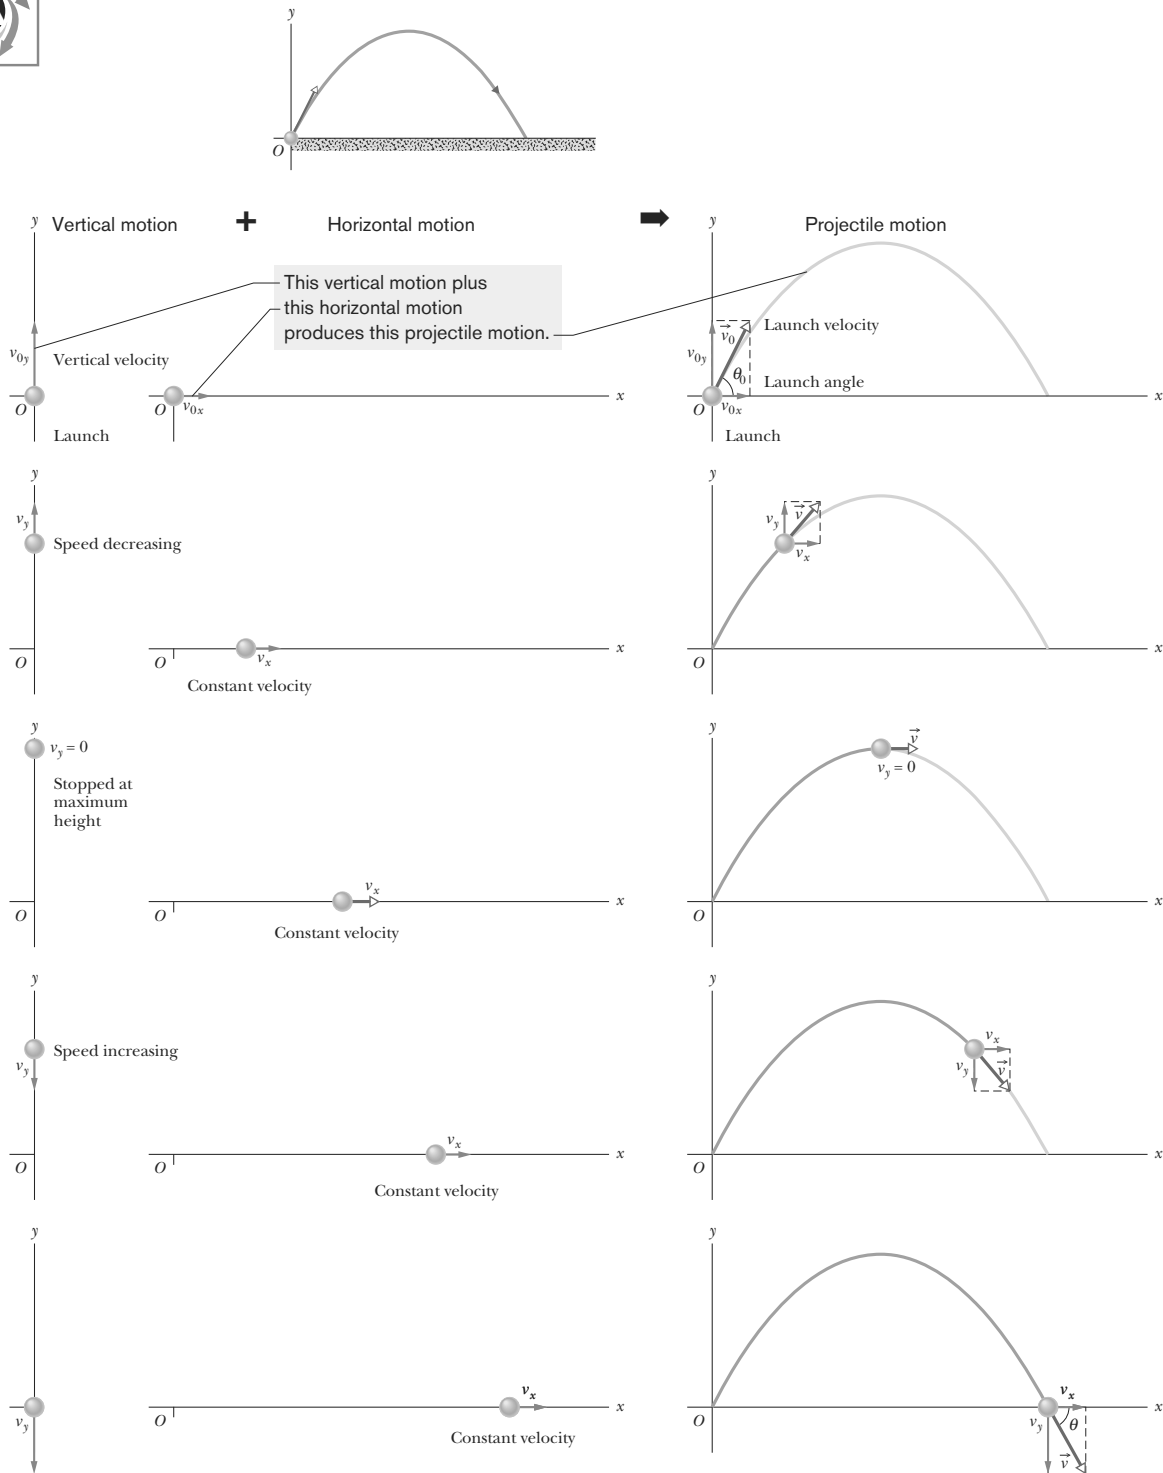 y
O
Vertical motion
+
Horizontal motion
Projectile motion
y
y
This vertical motion plus
this horizontal motion
produces this projectile motion.
v0y
Vertical velocity
O
Launch
O
v0x
x
v0y
v⃗0
Launch velocity
θ0
Launch angle
O
v0x
x
Launch
y
vy
Speed decreasing
O
O
vx
x
Constant velocity
y
vy
v⃗
vx
O
x
y
vy = 0
Stopped at
maximum
height
O
O
vx
x
Constant velocity
y
v⃗
vy = 0
O
x
y
Speed increasing
vy
O
O
vx
x
Constant velocity
y
vx
vy
v⃗
O
x
y
vy
O
vx
x
Constant velocity
y
vx
x
O
vy
θ
v⃗